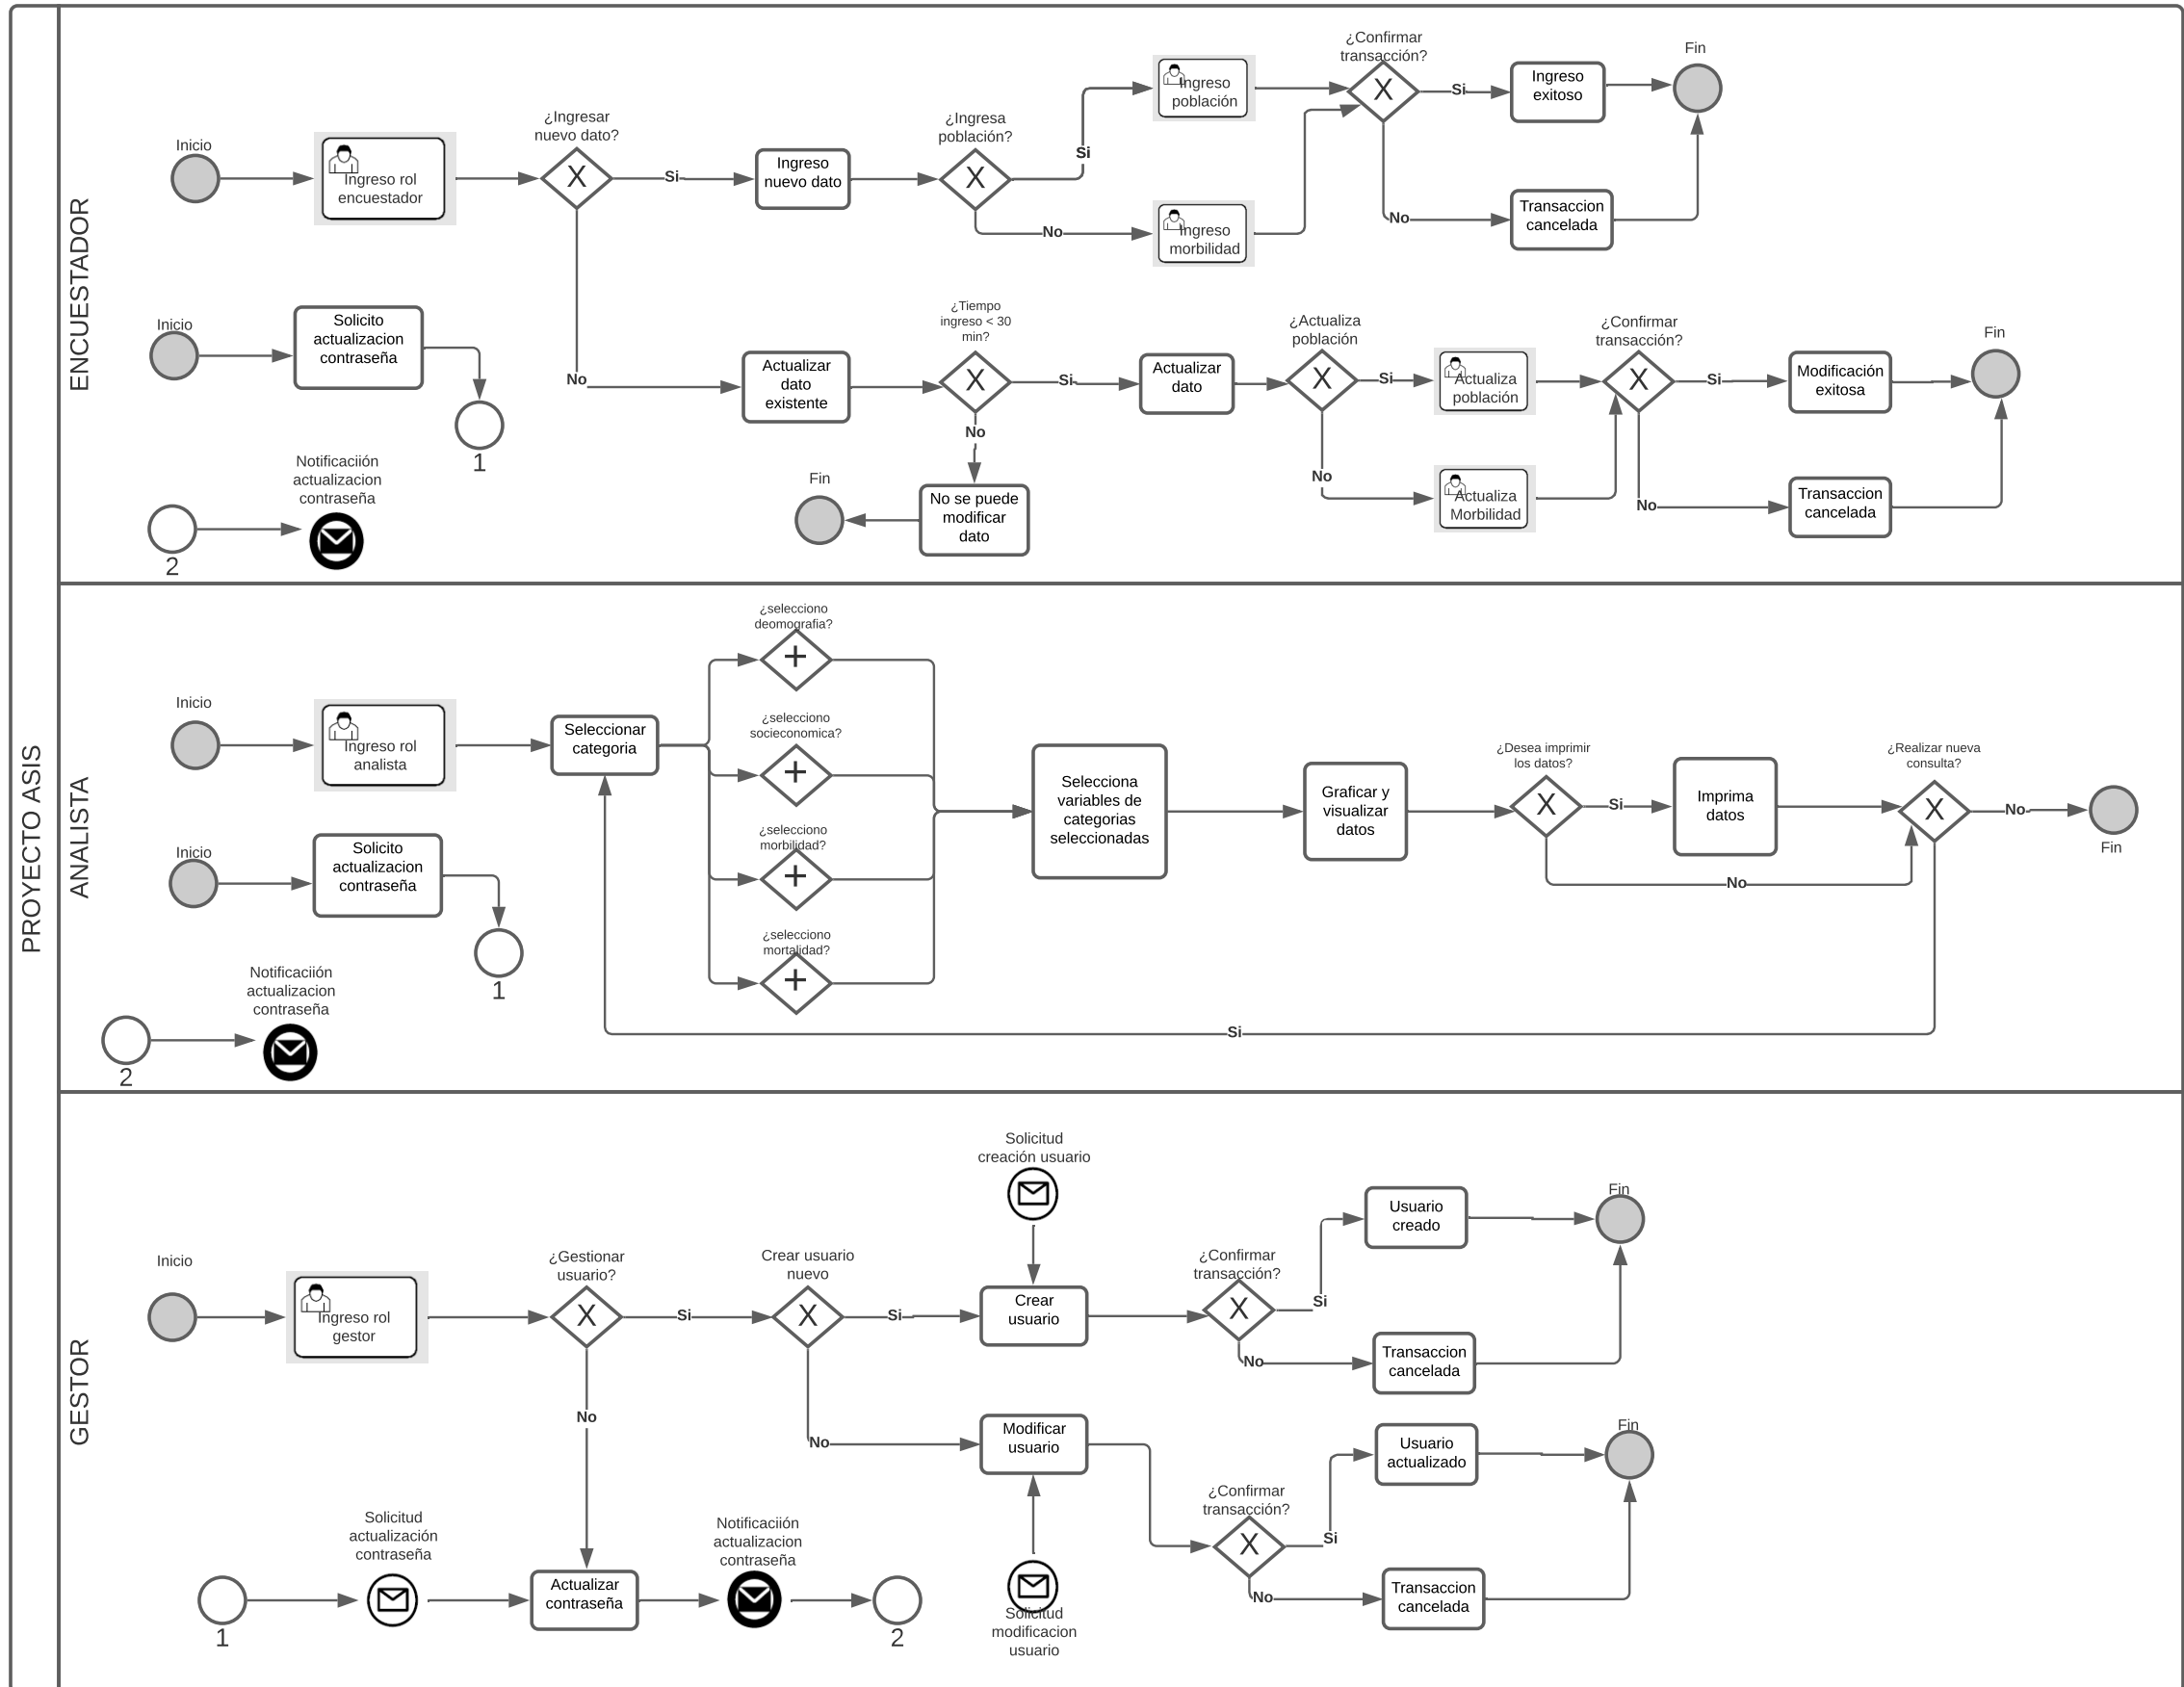 PROYECTO ASIS
ENCUESTADOR
Inicio
Ingreso rol
encuestador
¿Ingresar
nuevo dato?
X
Si
Ingreso
nuevo dato
¿Ingresa
población?
X
Si
Ingreso
población
No
Ingreso
morbilidad
¿Confirmar
transacción?
X
Si
Ingreso
exitoso
Fin
No
Transaccion
cancelada
Inicio
Solicito
actualizacion
contraseña
1
No
Actualizar
dato
existente
¿Tiempo
ingreso < 30
min?
X
Si
Actualizar
dato
¿Actualiza
población
X
Si
Actualiza
población
¿Confirmar
transacción?
X
Si
Modificación
exitosa
Fin
No
No se puede
modificar
dato
Fin
No
Actualiza
Morbilidad
No
Transaccion
cancelada
2
Notificaciión
actualizacion
contraseña
ANALISTA
Inicio
Ingreso rol
analista
Seleccionar
categoria
¿selecciono
deomografia?
¿selecciono
socieconomica?
¿selecciono
morbilidad?
¿selecciono
mortalidad?
Selecciona
variables de
categorias
seleccionadas
Graficar y
visualizar
datos
¿Desea imprimir
los datos?
X
Si
Imprima
datos
No
¿Realizar nueva
consulta?
X
No
Fin
Si
Inicio
Solicito
actualizacion
contraseña
1
2
Notificaciión
actualizacion
contraseña
GESTOR
Inicio
Ingreso rol
gestor
¿Gestionar
usuario?
X
Si
Crear usuario
nuevo
X
Si
Solicitud
creación usuario
Crear
usuario
¿Confirmar
transacción?
X
Si
Usuario
creado
Fin
No
Transaccion
cancelada
No
Modificar
usuario
¿Confirmar
transacción?
X
Si
Usuario
actualizado
Fin
No
Transaccion
cancelada
Solicitud
modificacion
usuario
No
1
Solicitud
actualización
contraseña
Actualizar
contraseña
Notificaciión
actualizacion
contraseña
2